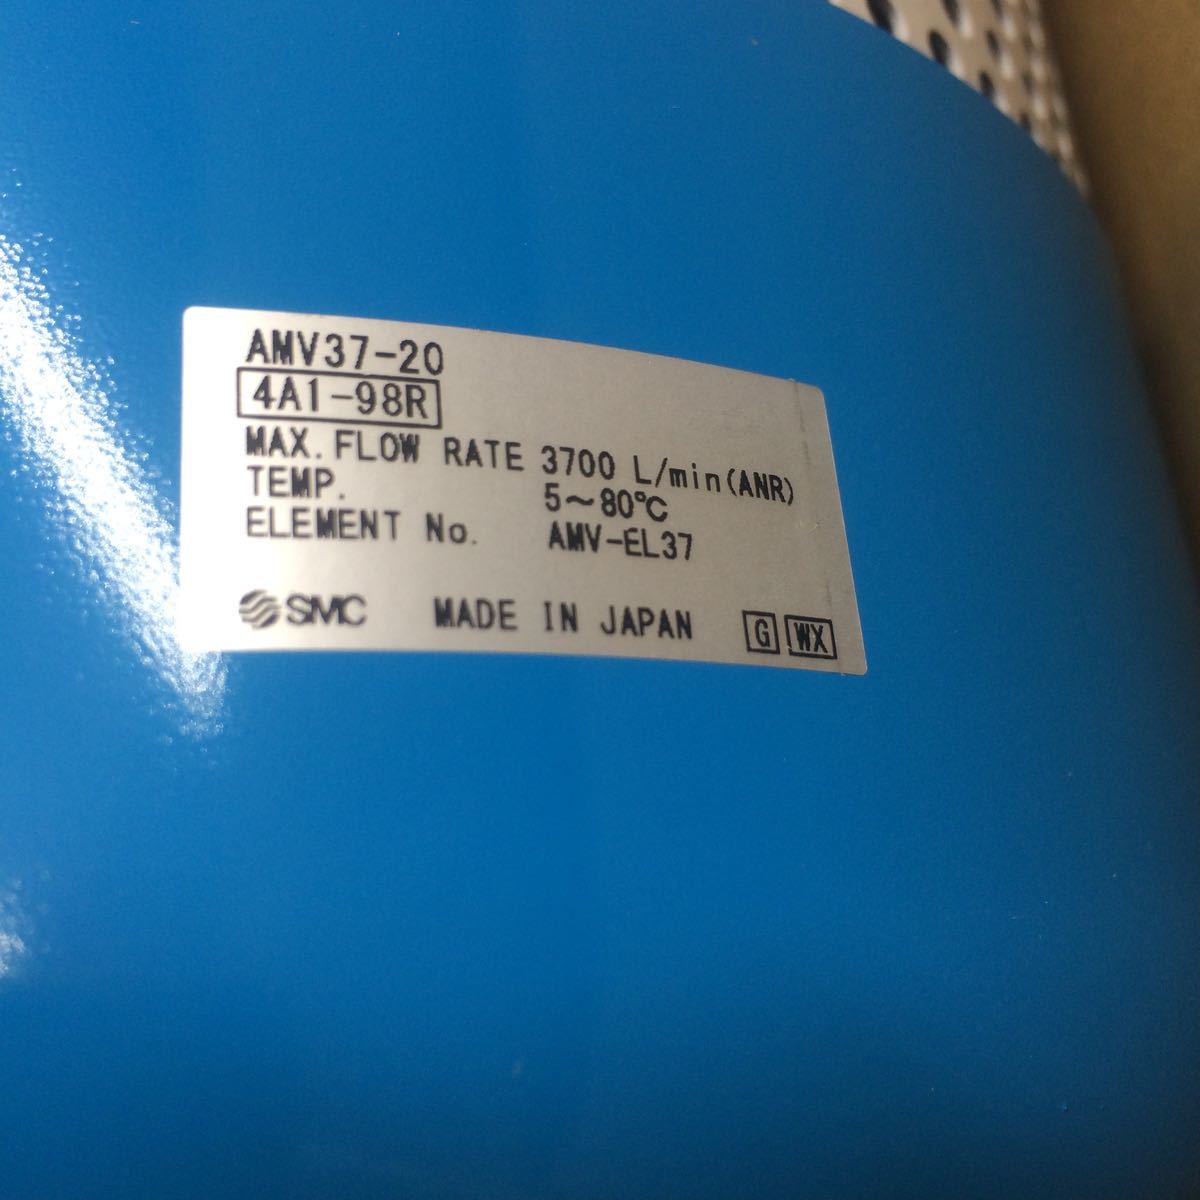 AMV37-20
4A1-98R
MAX. FLOW RATE 3700 L/min(ANR)
TEMP. 5~80℃
ELEMENT No. AMV-EL37
SMC MADE IN JAPAN G WX